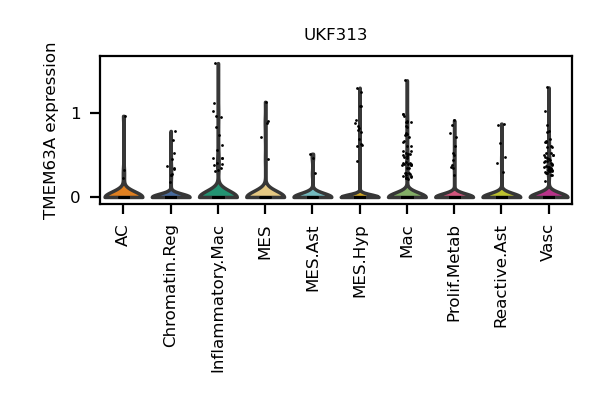 UKF313
TMEM63A expression
1
0
AC
Chromatin.Reg
Inflammatory.Mac
MES
MES.Ast
MES.Hyp
Mac
Prolif.Metab
Reactive.Ast
Vasc